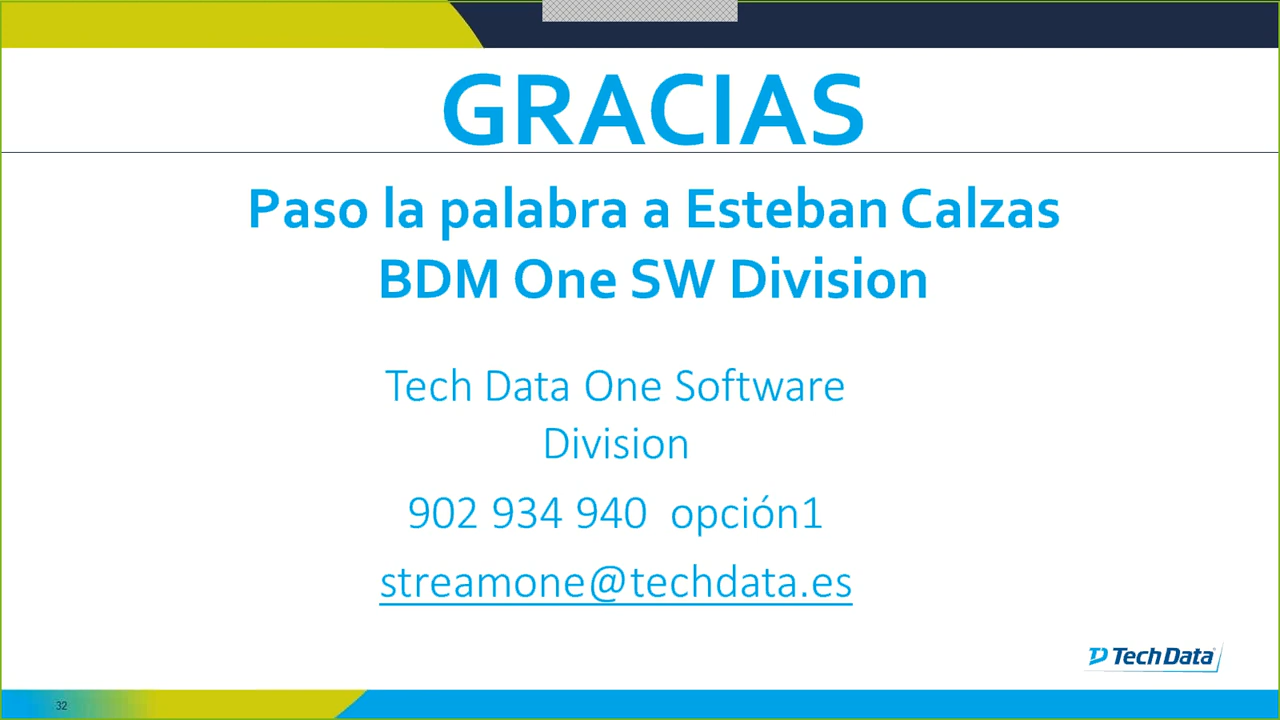 GRACIAS
Paso la palabra a Esteban Calzas
BDM One SW Division
Tech Data One Software
Division
902 934 940  opción1
streamone@techdata.es
Tech Data
32